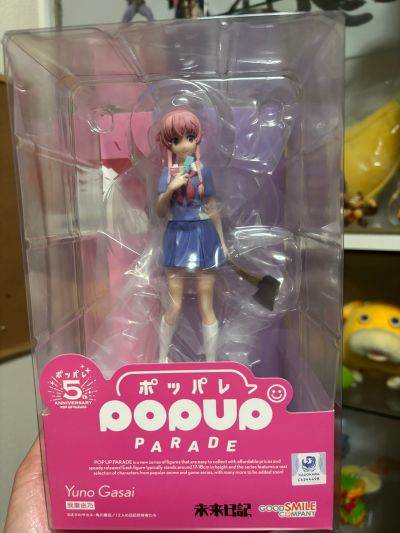 ポッパレ
5th
ANNIVERSARY
POP UP PARADE
ポッパレ
POPUP
PARADE
POP UP PARADE is a new series of figures that are easy to collect with affordable prices and
speedy releases! Each figure typically stands around 17-18cm in height and the series features a vast
selection of characters from popular anime and game series, with many more to be added soon!
KADOKAWA
Yuno Gasai
我妻由乃
未来日記
GOOD SMILE
COMPANY